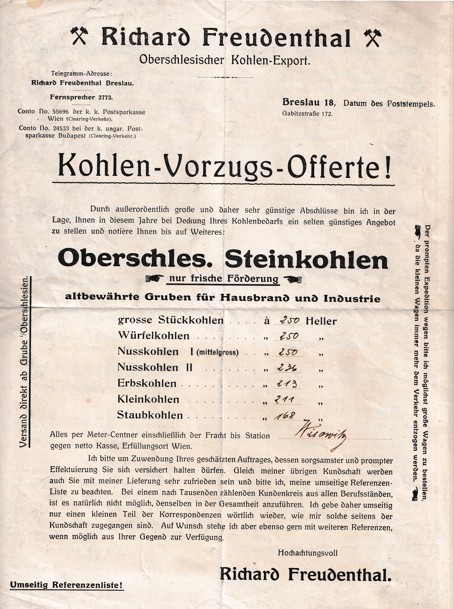 Richard Freudenthal
Oberschlesischer Kohlen-Export.
Telegramm-Adresse:
Richard Freudenthal Breslau.
Fernsprecher 2773.
Conto No. 55696 der k. k. Postsparkasse
Wien (Clearing-Verkehr).
Conto No. 24533 bei der k. ungar. Post-
sparkasse Budapest (Clearing-Verkehr.)
Breslau 18, Datum des Poststempels.
Gabitzstraße 172.
Kohlen-Vorzugs-Offerte!
Durch außerordentlich große und daher sehr günstige Abschlüsse bin ich in der
Lage, Ihnen in diesem Jahre bei Deckung Ihres Kohlenbedarfs ein selten günstiges Angebot
zu stellen und notiere Ihnen bis auf Weiteres:
Oberschles. Steinkohlen
nur frische Förderung
altbewährte Gruben für Hausbrand und Industrie
grosse Stückkohlen . . . . à 250 Heller
Würfelkohlen . . . . . . „ 250 „
Nusskohlen I (mittelgross) . „ 250 „
Nusskohlen II . . . . . . „ 236 „
Erbskohlen . . . . . . . „ 213 „
Kleinkohlen . . . . . . . „ 211 „
Staubkohlen . . . . . . . „ 168 „
Alles per Meter-Centner einschließlich der Fracht bis Station
gegen netto Kasse, Erfüllungsort Wien.
Ich bitte um Zuwendung Ihres geschätzten Auftrages, dessen sorgsamster und prompter
Effektuierung Sie sich versichert halten dürfen. Gleich meiner übrigen Kundschaft werden
auch Sie mit meiner Lieferung sehr zufrieden sein und bitte ich, meine umseitige Referenzen-
Liste zu beachten. Bei einem nach Tausenden zählenden Kundenkreis aus allen Berufsständen,
ist es natürlich nicht möglich, denselben in der Gesamtheit anzuführen. Ich gebe daher umseitig
nur einen kleinen Teil der Korrespondenzen wörtlich wieder, wie mir solche seitens der
Kundschaft zugegangen sind. Auf Wunsch stehe ich aber ebenso gern mit weiteren Referenzen,
wenn möglich aus Ihrer Gegend zur Verfügung.
Hochachtungsvoll
Richard Freudenthal.
Umseitig Referenzenliste!
Versand direkt ab Grube Oberschlesien.
Der prompten Expedition wegen bitte ich möglichst große Wagen zu bestellen,
da die kleinen Wagen immer mehr dem Verkehr entzogen werden.